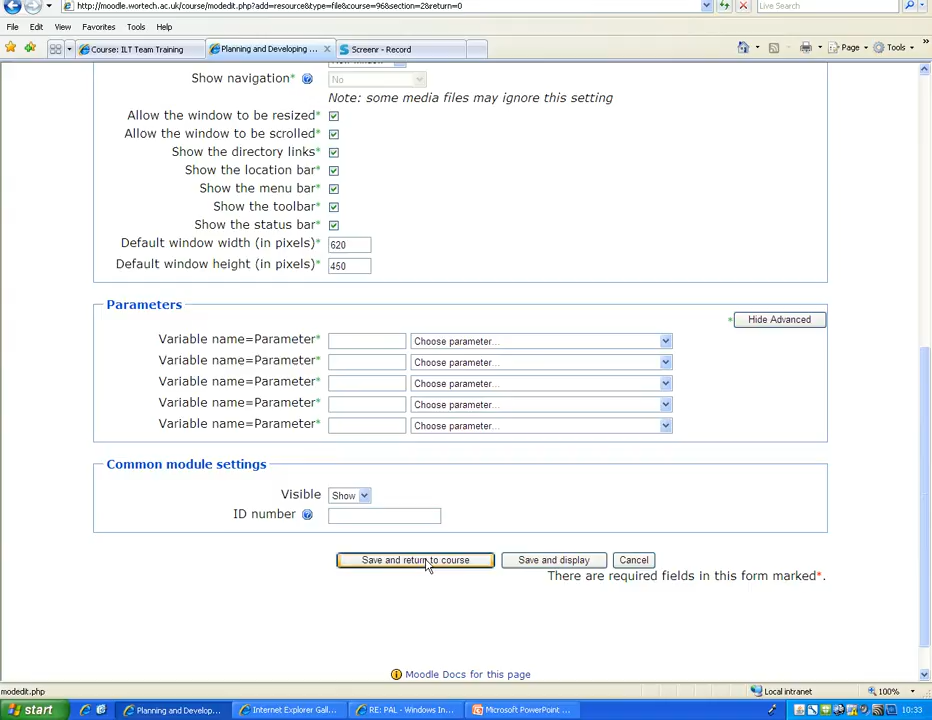 http://moodle.wortech.ac.uk/course/modedit.php?add=resource&type=file&course=96&section=2&return=0
Live Search
File Edit View Favorites Tools Help
Course: ILT Team Training
Planning and Developing ...
Screenr - Record
Page
Tools
Show navigation*
No
Note: some media files may ignore this setting
Allow the window to be resized*
Allow the window to be scrolled*
Show the directory links*
Show the location bar*
Show the menu bar*
Show the toolbar*
Show the status bar*
Default window width (in pixels)* 620
Default window height (in pixels)* 450
Parameters
* Hide Advanced
Variable name=Parameter* Choose parameter...
Variable name=Parameter* Choose parameter...
Variable name=Parameter* Choose parameter...
Variable name=Parameter* Choose parameter...
Variable name=Parameter* Choose parameter...
Common module settings
Visible Show
ID number
Save and return to course Save and display Cancel
There are required fields in this form marked*.
Moodle Docs for this page
modedit.php
Local intranet
100%
start
Planning and Develop...
Internet Explorer Gall...
RE: PAL - Windows In...
Microsoft PowerPoint ...
10:33